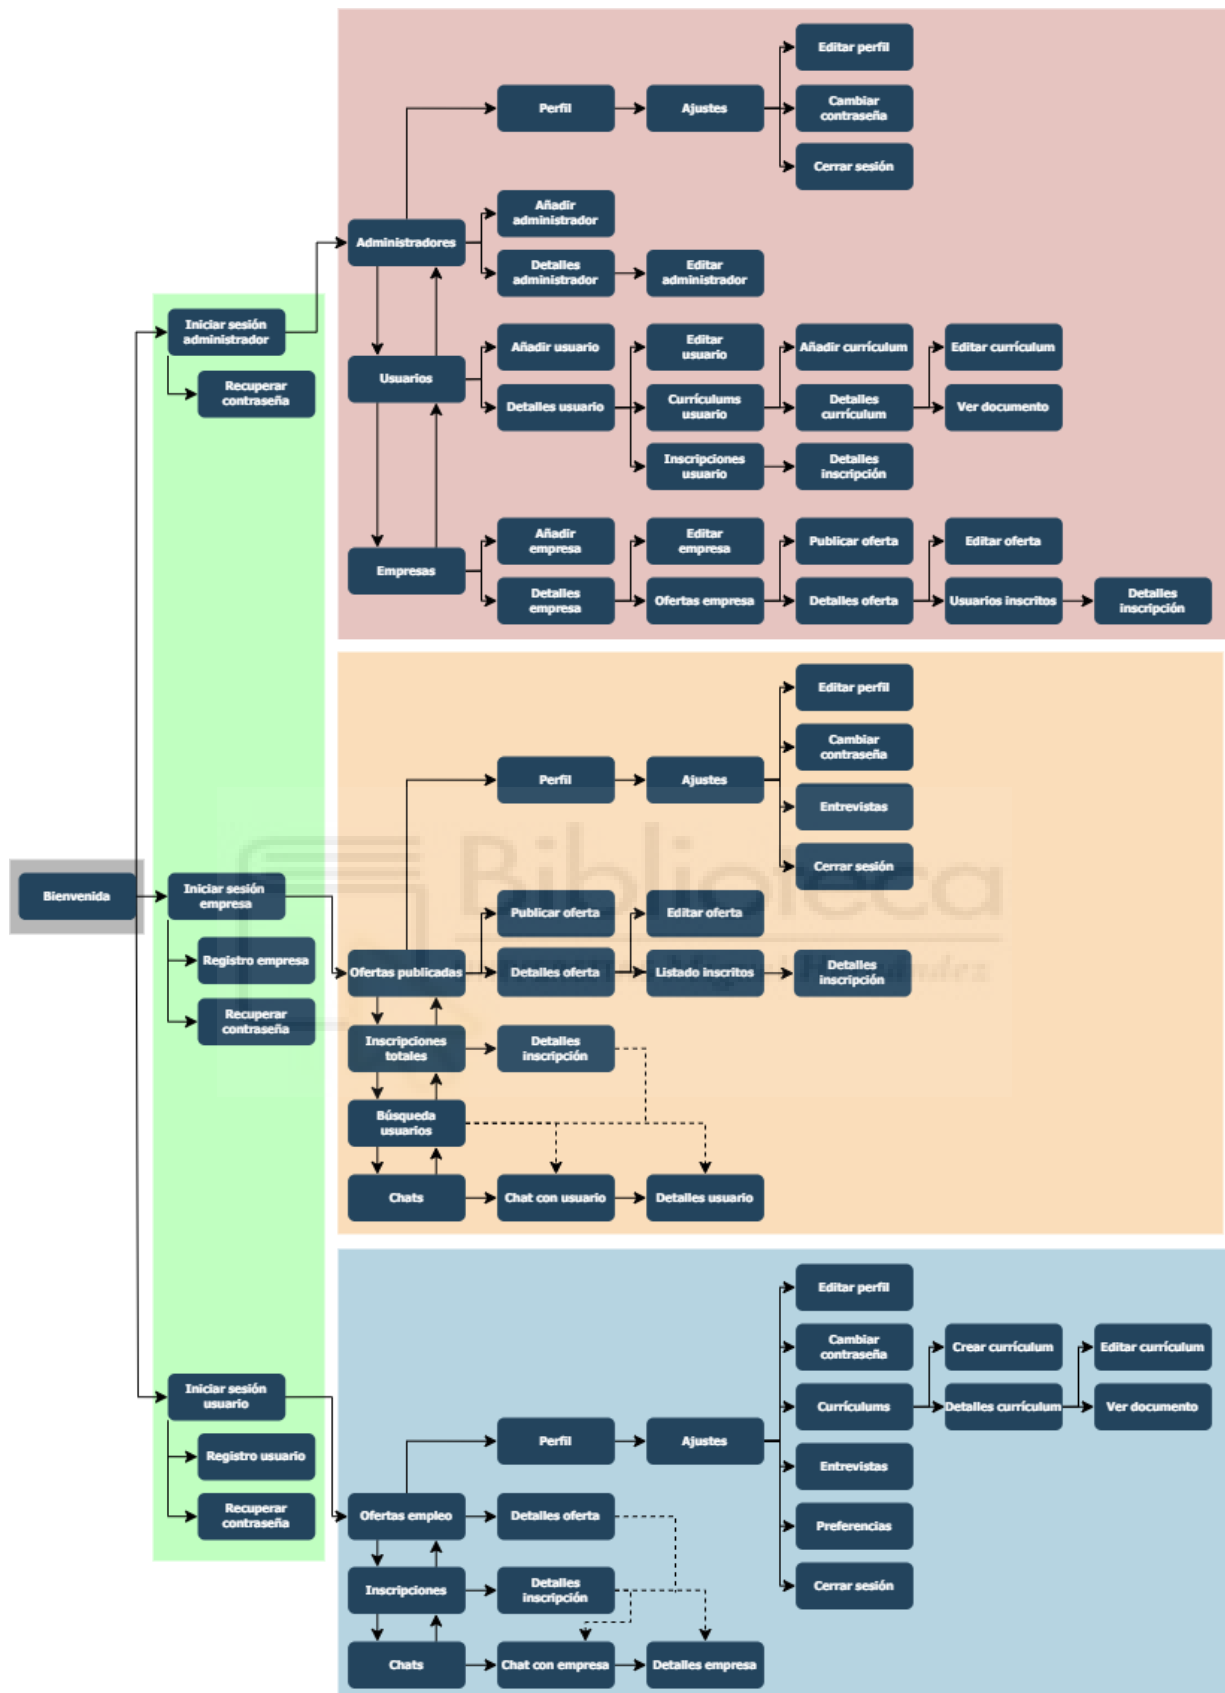 Editar perfil
Perfil
Ajustes
Cambiar
contraseña
Cerrar sesión
Añadir
administrador
Administradores
Detalles
administrador
Editar
administrador
Iniciar sesión
administrador
Recuperar
contraseña
Usuarios
Añadir usuario
Editar
usuario
Añadir currículum
Editar currículum
Detalles usuario
Currículums
usuario
Detalles
currículum
Ver documento
Inscripciones
usuario
Detalles
inscripción
Empresas
Añadir
empresa
Editar
empresa
Publicar oferta
Editar oferta
Detalles
empresa
Ofertas empresa
Detalles oferta
Usuarios inscritos
Detalles
inscripción
Editar perfil
Cambiar
contraseña
Perfil
Ajustes
Entrevistas
Cerrar sesión
Biblioteca
UNIVERSITAS Miguel Hernández
Bienvenida
Iniciar sesión
empresa
Registro empresa
Recuperar
contraseña
Publicar oferta
Editar oferta
Ofertas publicadas
Detalles oferta
Listado inscritos
Detalles
inscripción
Inscripciones
totales
Detalles
inscripción
Búsqueda
usuarios
Chats
Chat con usuario
Detalles usuario
Editar perfil
Cambiar
contraseña
Crear currículum
Editar currículum
Iniciar sesión
usuario
Currículums
Detalles currículum
Ver documento
Registro usuario
Perfil
Ajustes
Entrevistas
Recuperar
contraseña
Ofertas empleo
Detalles oferta
Preferencias
Inscripciones
Detalles
inscripción
Cerrar sesión
Chats
Chat con empresa
Detalles empresa